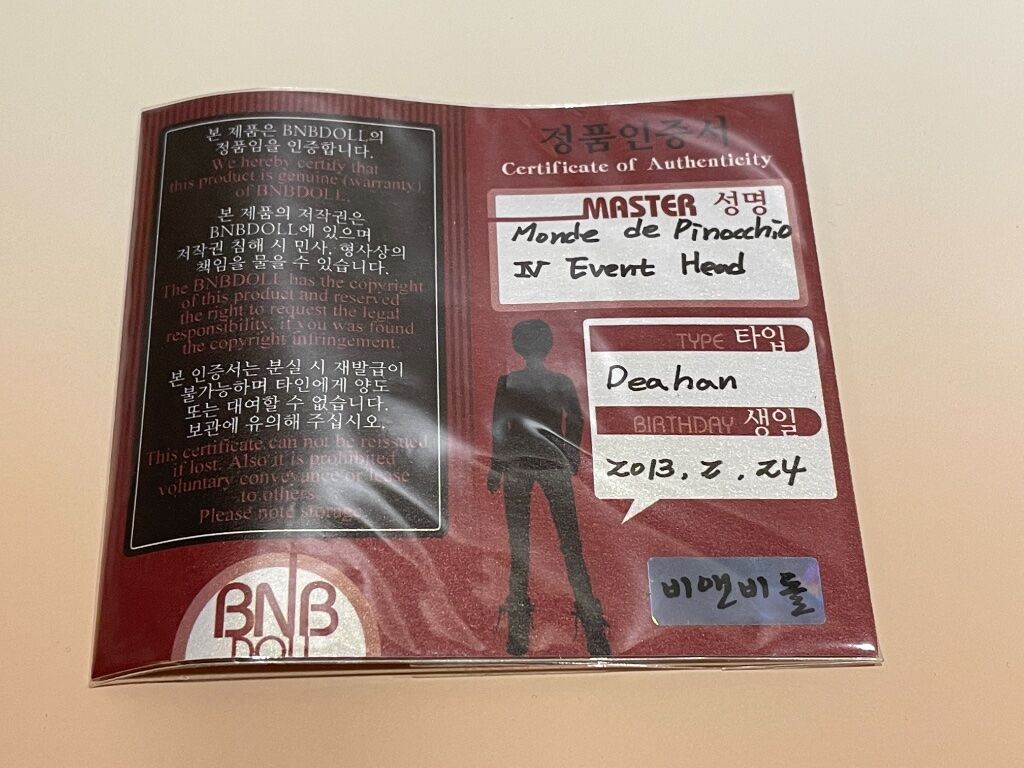 본 제품은 BNBDOLL의
정품임을 인증합니다.
We hereby certify that
this product is genuine (warranty)
of BNBDOLL.
본 제품의 저작권은
BNBDOLL에 있으며
저작권 침해 시 민사, 형사상의
책임을 물을 수 있습니다.
The BNBDOLL has the copyright
of this product and reserved
the right to request the legal
responsibility, if you was found
the copyright infringement.
본 인증서는 분실 시 재발급이
불가능하며 타인에게 양도
또는 대여할 수 없습니다.
보관에 유의해 주십시오.
This certificate can not be reissued
if lost. Also it is prohibited
voluntary conveyance or lease
to others.
Please note storage
BNB
DOLL
정품인증서
Certificate of Authenticity
MASTER 성명
Monde de Pinocchio
IV Event Head
TYPE 타입
Deahan
BIRTHDAY 생일
2013. 2. 24
비앤비돌